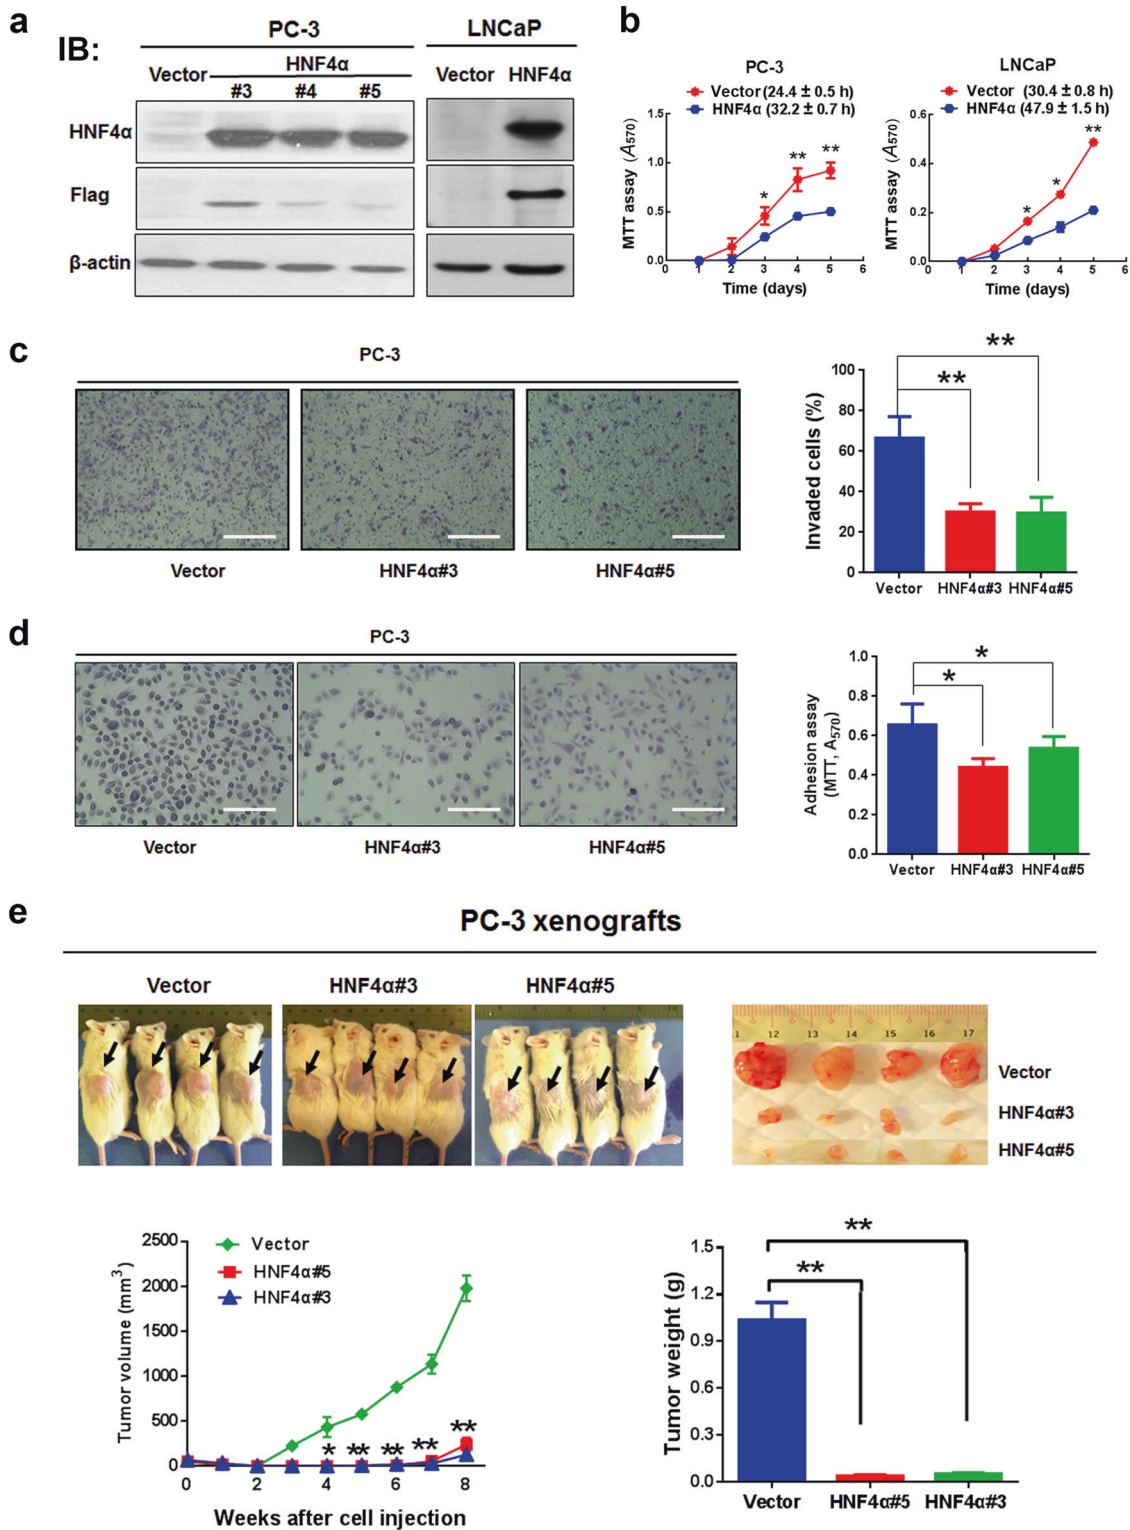 a
IB:
PC-3
LNCaP
Vector
HNF4α
#3 #4 #5
Vector HNF4α
HNF4α
Flag
β-actin
b
PC-3
Vector (24.4 ± 0.5 h)
HNF4α (32.2 ± 0.7 h)
MTT assay (A570)
1.5
1.0
0.5
0.0
0 1 2 3 4 5 6
* ** **
Time (days)
LNCaP
Vector (30.4 ± 0.8 h)
HNF4α (47.9 ± 1.5 h)
MTT assay (A570)
0.6
0.4
0.2
0.0
0 1 2 3 4 5 6
* * **
Time (days)
c
PC-3
Vector
HNF4α#3
HNF4α#5
Invaded cells (%)
100
80
60
40
20
0
**
**
Vector HNF4α#3 HNF4α#5
d
PC-3
Vector
HNF4α#3
HNF4α#5
Adhesion assay
(MTT, A570)
1.0
0.8
0.6
0.4
0.2
0.0
*
*
Vector HNF4α#3 HNF4α#5
e
PC-3 xenografts
Vector
HNF4α#3
HNF4α#5
1 12 13 14 15 16 17
Vector
HNF4α#3
HNF4α#5
Tumor volume (mm3)
2500
2000
1500
1000
500
0
Vector
HNF4α#5
HNF4α#3
* ** ** ** **
0 2 4 6 8
Weeks after cell injection
Tumor weight (g)
1.5
1.2
0.9
0.6
0.3
0.0
**
**
Vector HNF4α#5 HNF4α#3